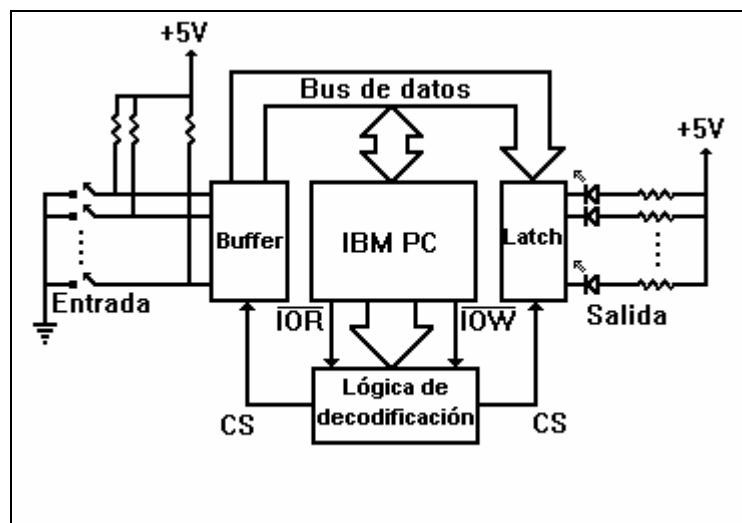 +5V
Bus de datos
+5V
Buffer
IBM PC
Latch
Entrada
IOR
IOW
Salida
Lógica de
decodificación
CS
CS